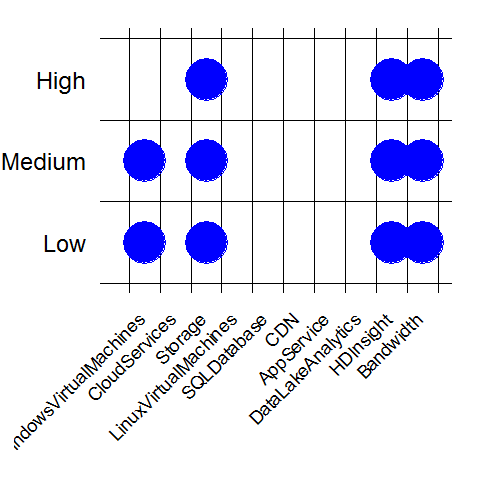 High
Medium
Low
ndowsVirtualMachines
CloudServices
Storage
LinuxVirtualMachines
SQLDatabase
CDN
AppService
DataLakeAnalytics
HDInsight
Bandwidth